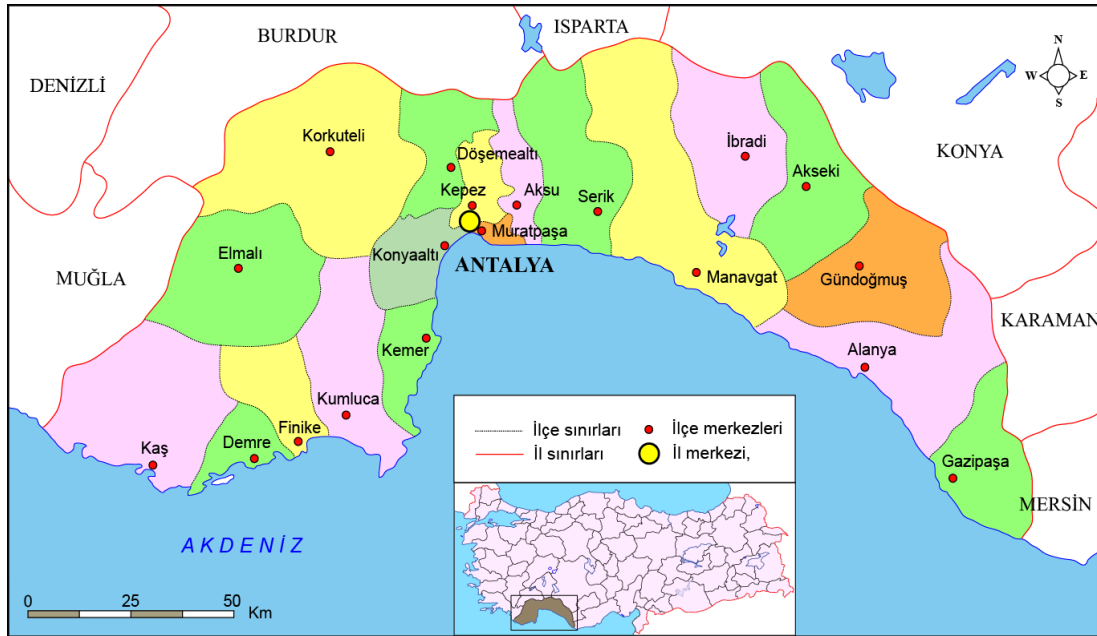 ISPARTA
BURDUR
DENİZLİ
N
W E
S
KONYA
Korkuteli
Döşemealtı
İbradi
Akseki
Kepez
Aksu
Serik
Muratpaşa
Elmalı
Konyaaltı
ANTALYA
MUĞLA
Manavgat
Gündoğmuş
KARAMAN
Kemer
Alanya
Kumluca
Finike
Demre
Kaş
İlçe sınırları
İlçe merkezleri
İl sınırları
İl merkezi,
Gazipaşa
MERSİN
AKDENİZ
0 25 50
Km